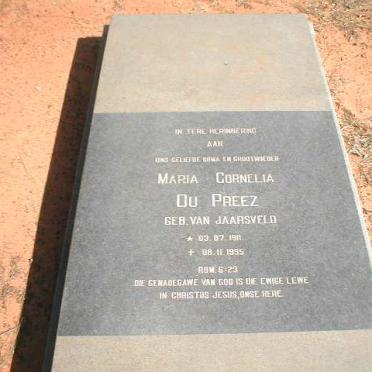 IN TERE HERINNERING
AAN
ONS GELIEFDE OUMA EN GROOTMOEDER
MARIA CORNELIA
DU PREEZ
GEB. VAN JAARSVELD
★ 03.07.1911
✝ 08.11.1995
ROM. 6:23
DIE GENADEGAWE VAN GOD IS DIE EWIGE LEWE
IN CHRISTUS JESUS, ONSE HERE.